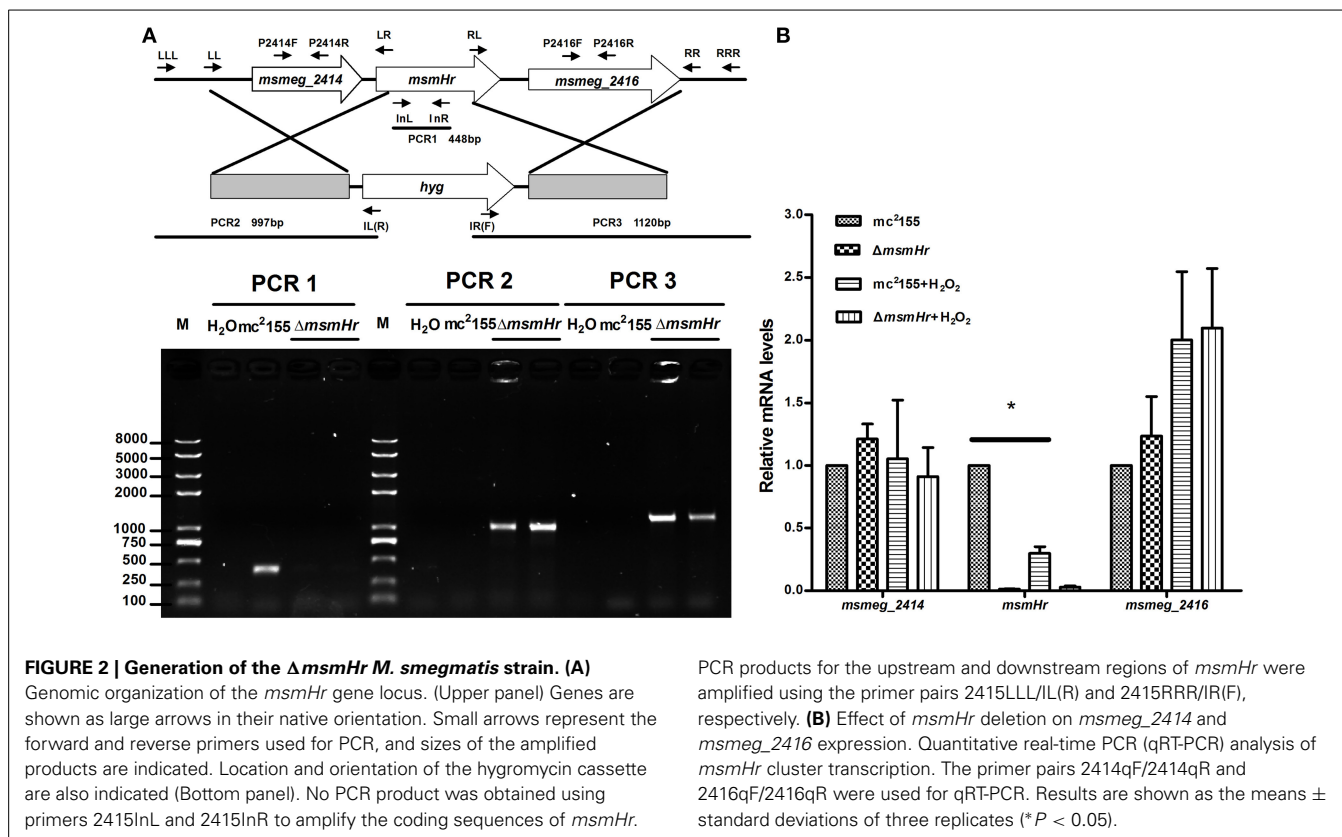 A
LLL LL P2414F P2414R LR RL P2416F P2416R RR RRR
msmeg_2414 msmHr msmeg_2416
InL InR
PCR1 448bp
hyg
PCR2 997bp IL(R) IR(F) PCR3 1120bp
PCR 1 PCR 2 PCR 3
M H₂O mc²155 ΔmsmHr M H₂O mc²155 ΔmsmHr H₂O mc²155 ΔmsmHr
8000
5000
3000
2000
1000
750
500
250
100
B
mc²155
ΔmsmHr
mc²155+H₂O₂
ΔmsmHr+H₂O₂
Relative mRNA levels
3.0
2.5
2.0
1.5
1.0
0.5
0.0
*
msmeg_2414 msmHr msmeg_2416
FIGURE 2 | Generation of the ΔmsmHr M. smegmatis strain. (A)
Genomic organization of the msmHr gene locus. (Upper panel) Genes are
shown as large arrows in their native orientation. Small arrows represent the
forward and reverse primers used for PCR, and sizes of the amplified
products are indicated. Location and orientation of the hygromycin cassette
are also indicated (Bottom panel). No PCR product was obtained using
primers 2415InL and 2415InR to amplify the coding sequences of msmHr.
PCR products for the upstream and downstream regions of msmHr were
amplified using the primer pairs 2415LLL/IL(R) and 2415RRR/IR(F),
respectively. (B) Effect of msmHr deletion on msmeg_2414 and
msmeg_2416 expression. Quantitative real-time PCR (qRT-PCR) analysis of
msmHr cluster transcription. The primer pairs 2414qF/2414qR and
2416qF/2416qR were used for qRT-PCR. Results are shown as the means ±
standard deviations of three replicates (*P < 0.05).